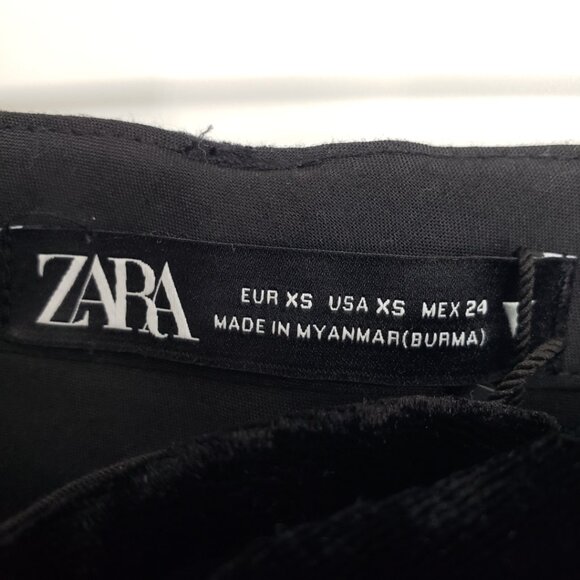 ZARA
EUR XS USA XS MEX 24
MADE IN MYANMAR(BURMA)